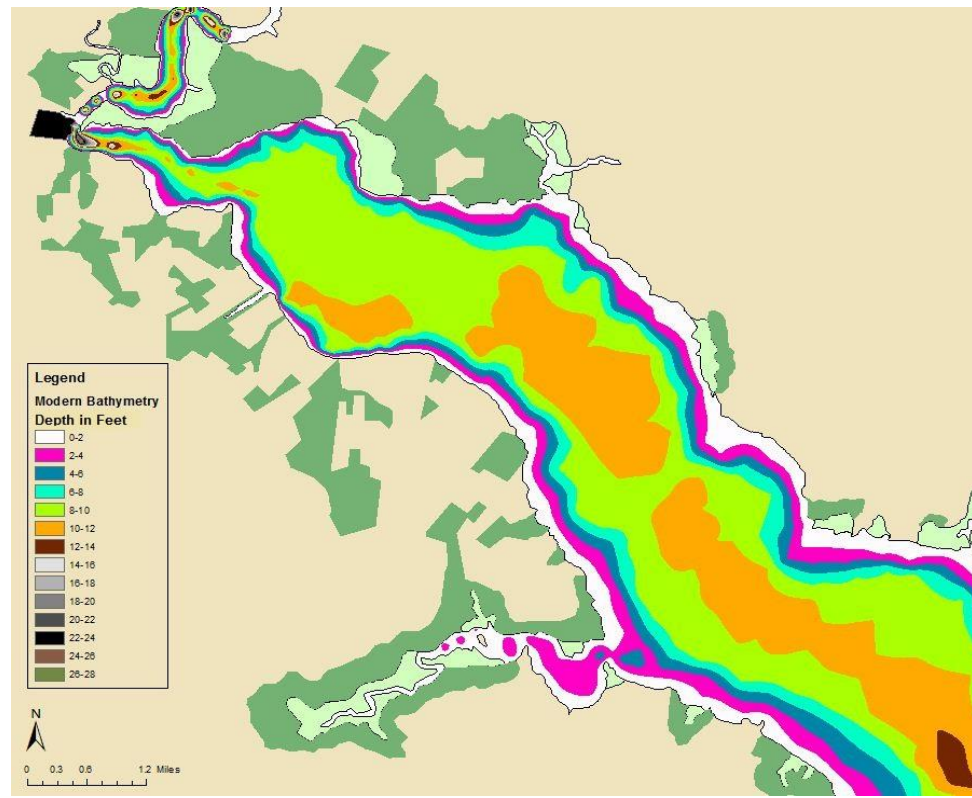 Legend
Modern Bathymetry
Depth in Feet
0-2
2-4
4-6
6-8
8-10
10-12
12-14
14-16
16-18
18-20
20-22
22-24
24-26
26-28
N
0 0.3 0.6 1.2 Miles